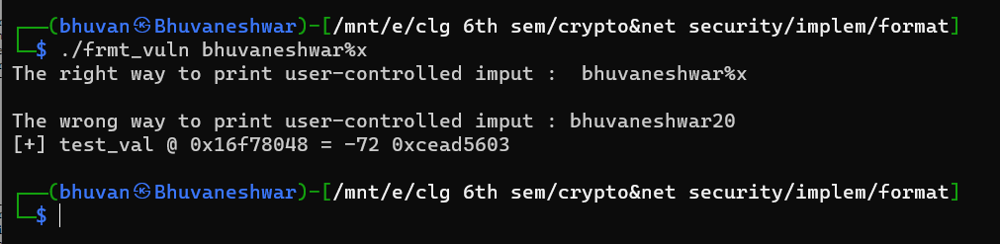 ┌──(bhuvan㉿Bhuvaneshwar)-[/mnt/e/clg 6th sem/crypto&net security/implem/format]
└─$ ./frmt_vuln bhuvaneshwar%x
The right way to print user-controlled imput :  bhuvaneshwar%x
The wrong way to print user-controlled imput : bhuvaneshwar20
[+] test_val @ 0x16f78048 = -72 0xcead5603
┌──(bhuvan㉿Bhuvaneshwar)-[/mnt/e/clg 6th sem/crypto&net security/implem/format]
└─$